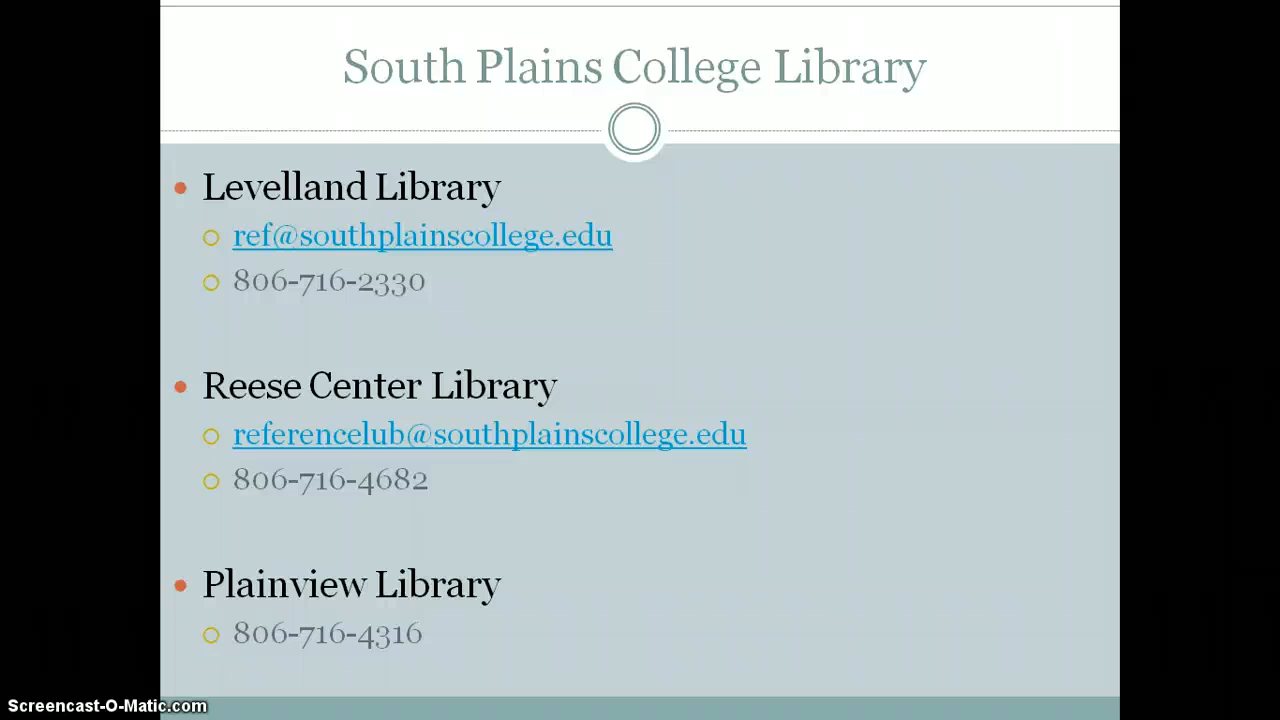 South Plains College Library
Levelland Library
ref@southplainscollege.edu
806-716-2330
Reese Center Library
referencelub@southplainscollege.edu
806-716-4682
Plainview Library
806-716-4316
Screencast-O-Matic.com